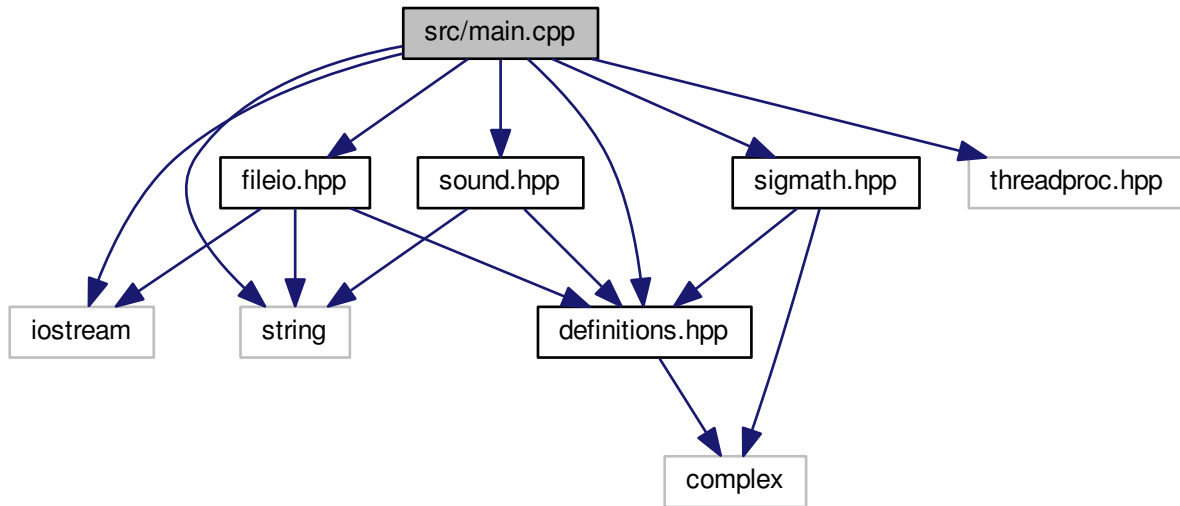 src/main.cpp
fileio.hpp
sound.hpp
sigmath.hpp
threadproc.hpp
iostream
string
definitions.hpp
complex